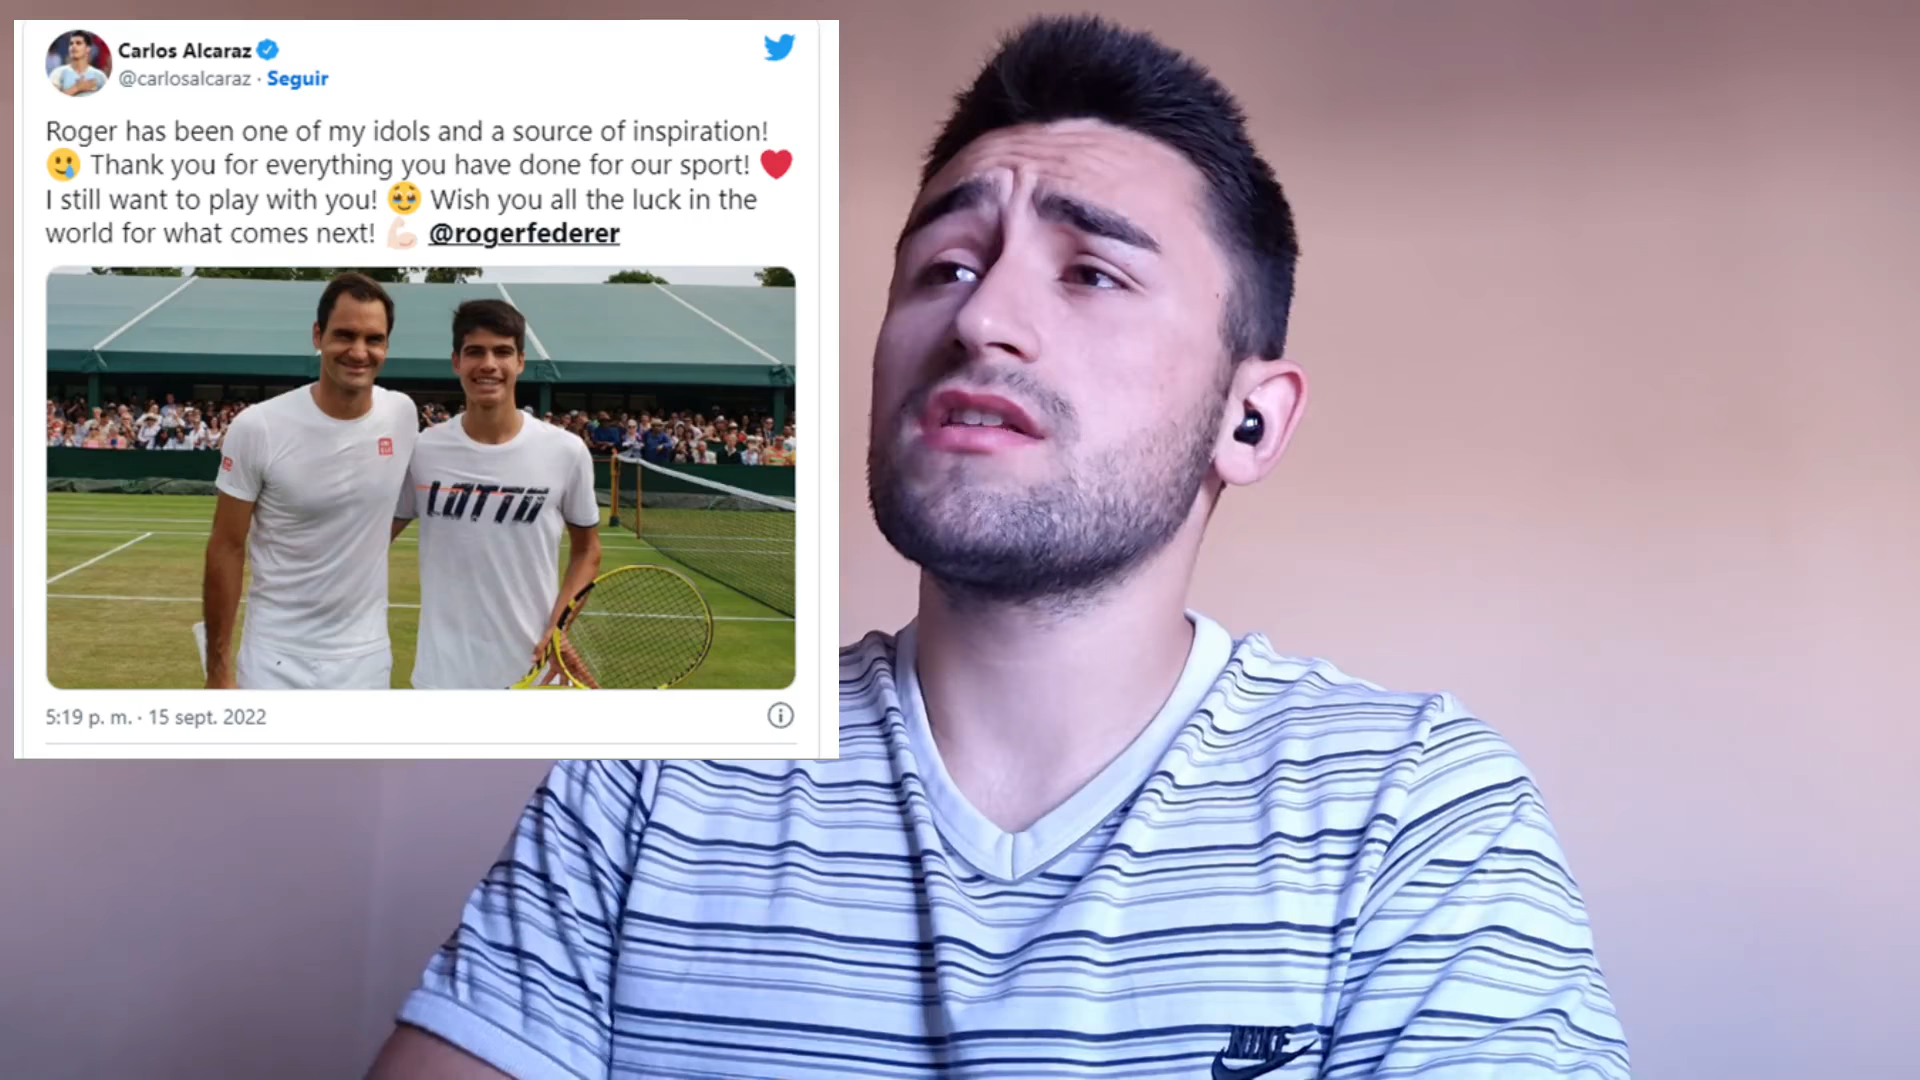 Carlos Alcaraz
@carlosalcaraz · Seguir
Roger has been one of my idols and a source of inspiration!
🥲 Thank you for everything you have done for our sport! ❤️
I still want to play with you! 🥹 Wish you all the luck in the
world for what comes next! 💪🏻 @rogerfederer
LOTTO
5:19 p. m. · 15 sept. 2022
NIKE